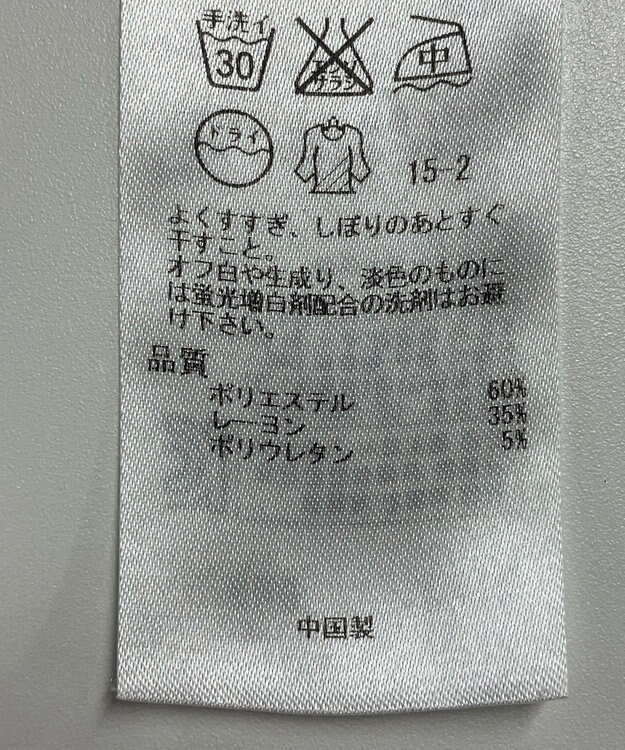 手洗イ
30
エンソ
サラシ
中
ドライ
15-2
よくすすぎ、しぼりのあとすぐ
干すこと。
オフ白や生成り、淡色のものに
は蛍光増白剤配合の洗剤はお避
け下さい。
品質
ポリエステル 60%
レーヨン 35%
ポリウレタン 5%
中国製